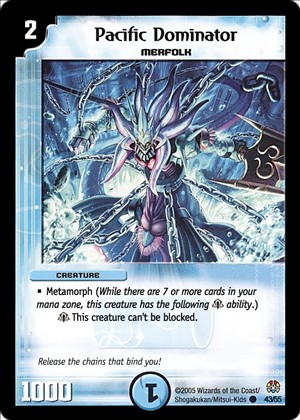 2
Pacific Dominator
MERFOLK
CREATURE
▪ Metamorph (While there are 7 or more cards in your
mana zone, this creature has the following ability.)
This creature can't be blocked.
Release the chains that bind you!
1000
1
©2005 Wizards of the Coast/
Shogakukan/Mitsui-Kids ● 43/55